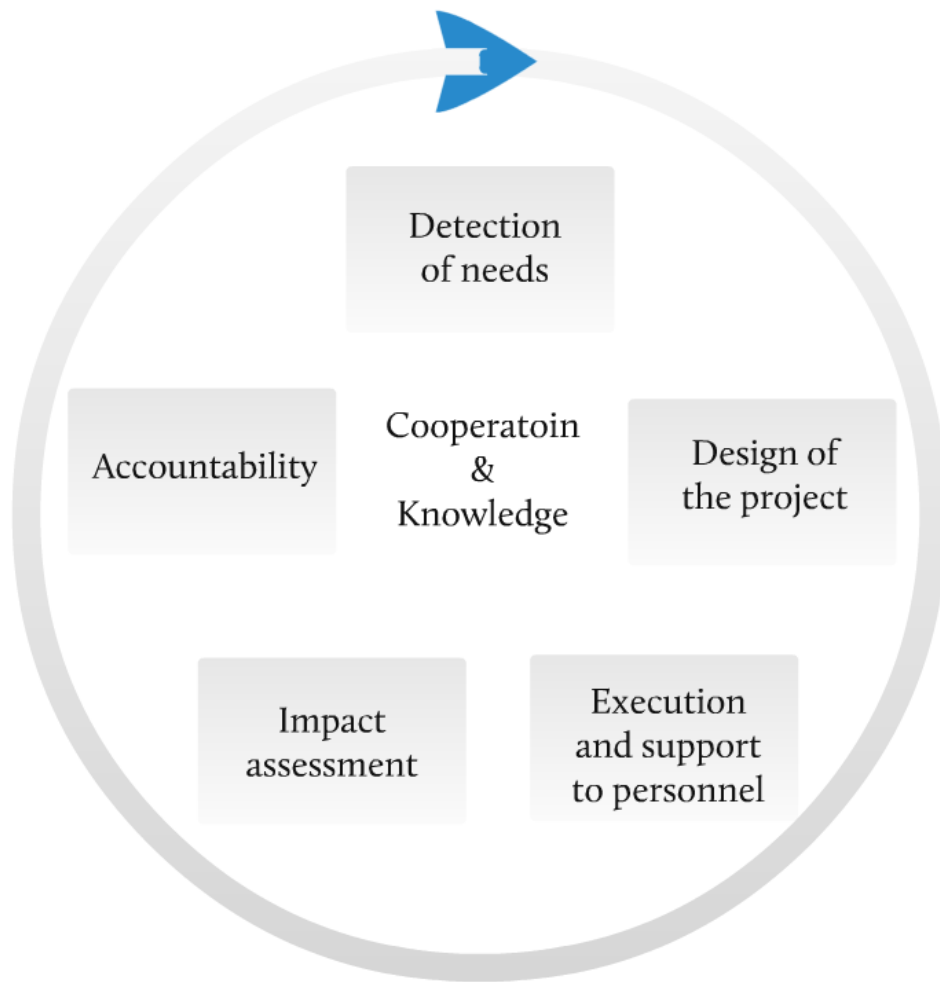 Detection
of needs
Accountability
Cooperatoin
&
Knowledge
Design of
the project
Impact
assessment
Execution
and support
to personnel